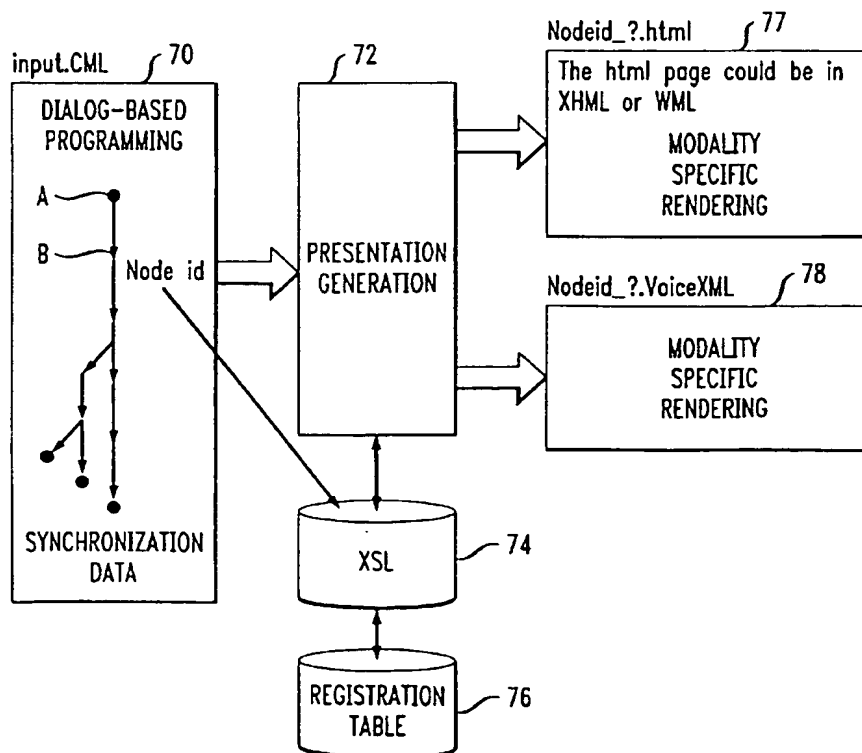 input.CML
70
DIALOG-BASED
PROGRAMMING
A
B
Node id
SYNCHRONIZATION
DATA
72
PRESENTATION
GENERATION
Nodeid_?.html
77
The html page could be in
XHML or WML
MODALITY
SPECIFIC
RENDERING
Nodeid_?.VoiceXML
78
MODALITY
SPECIFIC
RENDERING
XSL
74
REGISTRATION
TABLE
76